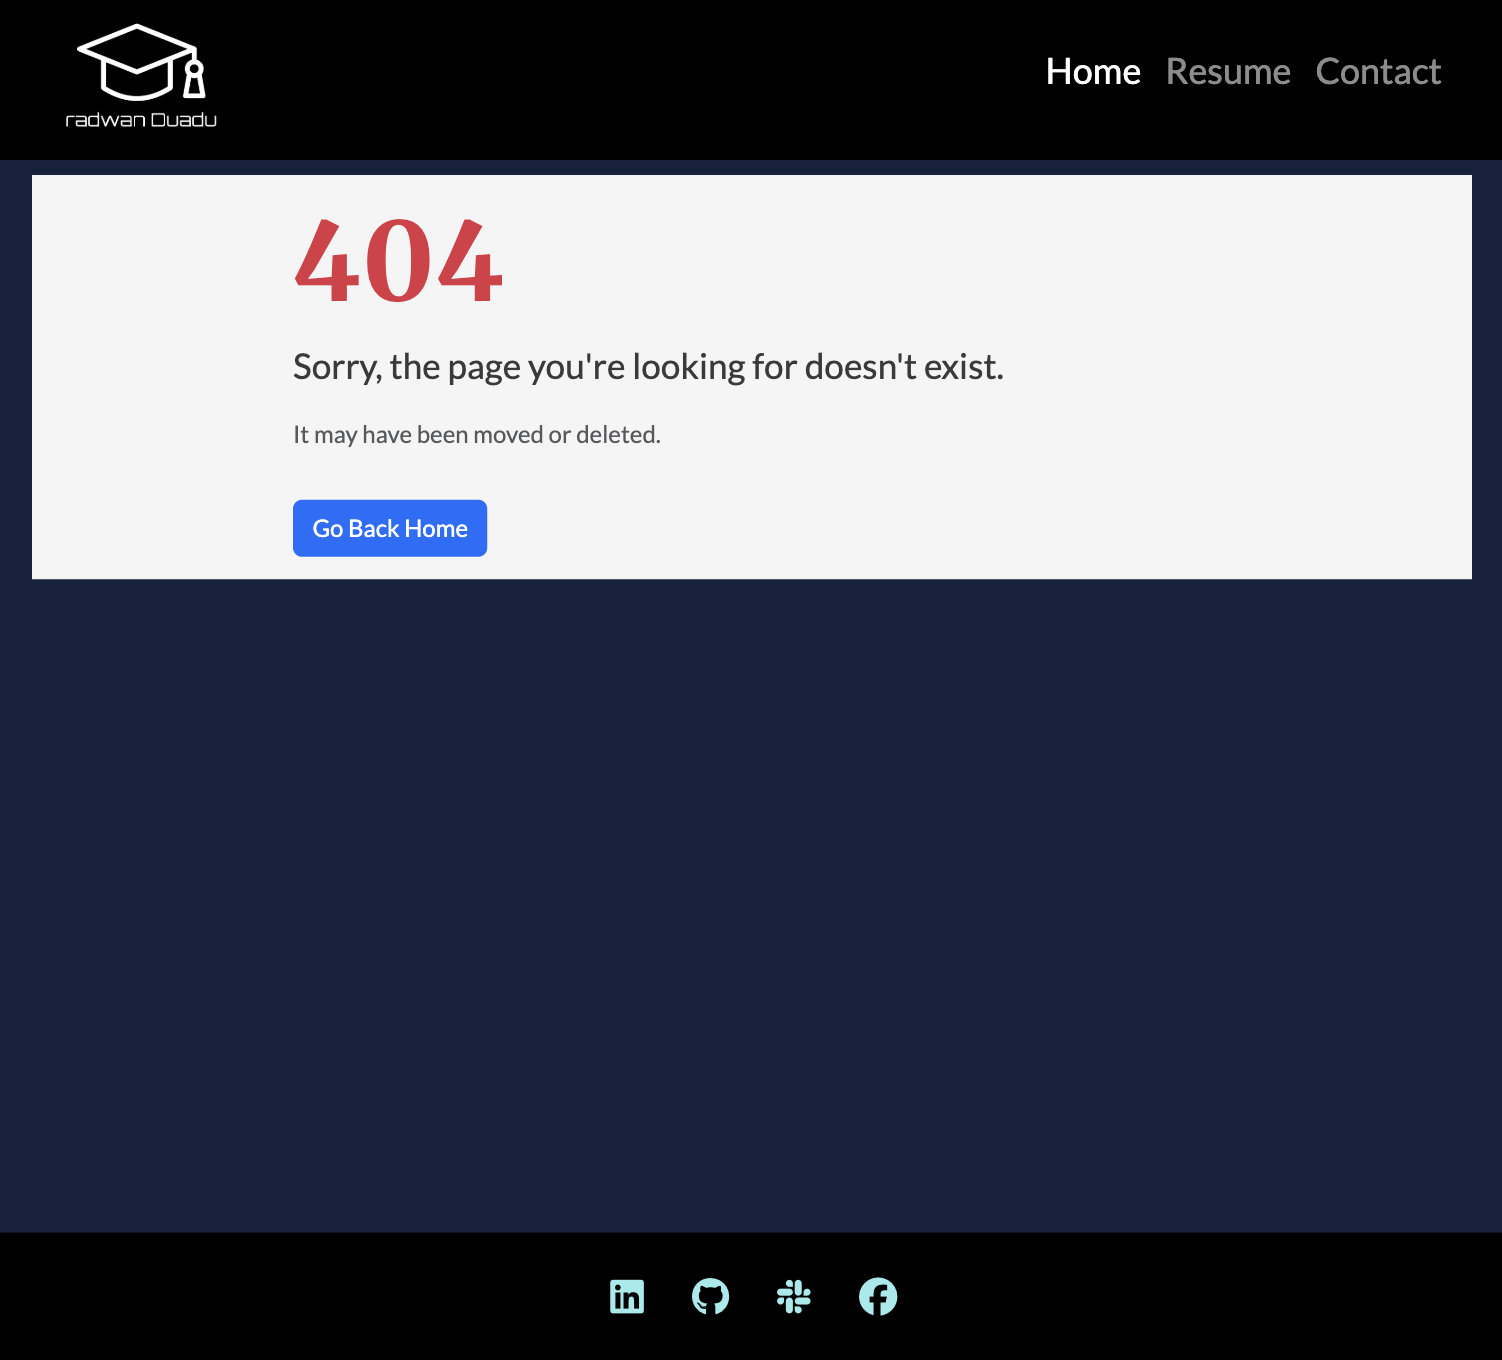 radwan Duadu
Home Resume Contact
404
Sorry, the page you're looking for doesn't exist.
It may have been moved or deleted.
Go Back Home
in